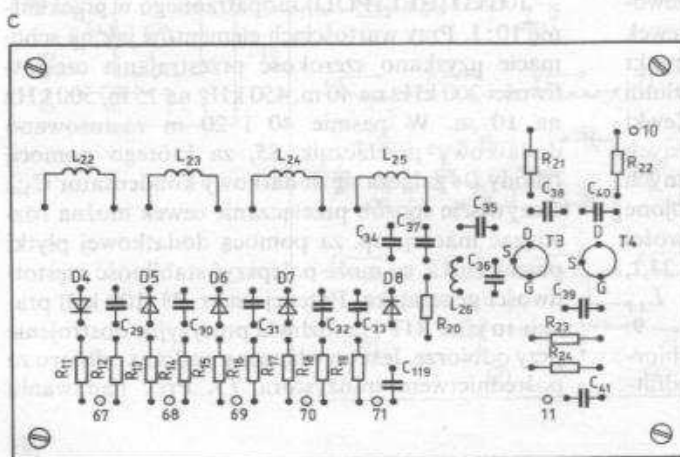 C
L22 L23 L24 L25
10
R21 R22
C38 C40
C35
C34 C37
D D
S T3 S T4
G G
C36
D4 D5 D6 D7 D8
L26
C29 C30 C31 C32 C33
C39
R20
R23
R11 R12 R13 R14 R15 R16 R17 R18 R18
R24
C119
67 68 69 70 71
11
C41